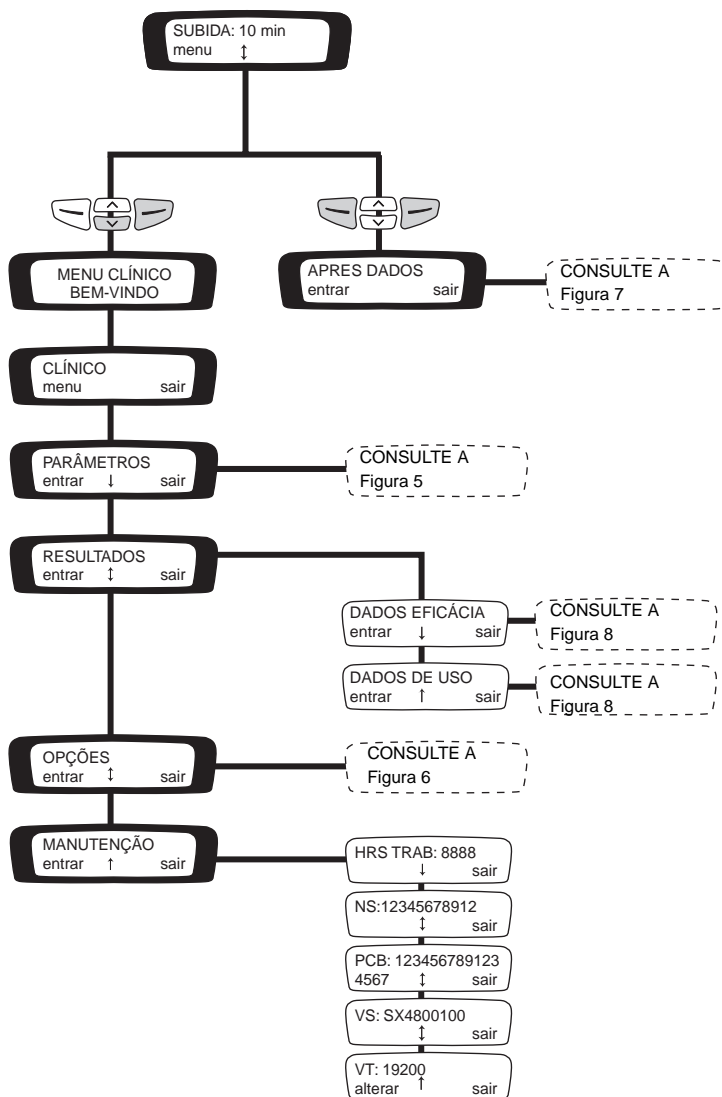 SUBIDA: 10 min
menu ↕
MENU CLÍNICO
BEM-VINDO
APRES DADOS
entrar sair
CONSULTE A
Figura 7
CLÍNICO
menu sair
PARÂMETROS
entrar ↓ sair
CONSULTE A
Figura 5
RESULTADOS
entrar ↕ sair
DADOS EFICÁCIA
entrar ↓ sair
CONSULTE A
Figura 8
DADOS DE USO
entrar ↑ sair
CONSULTE A
Figura 8
OPÇÕES
entrar ↕ sair
CONSULTE A
Figura 6
MANUTENÇÃO
entrar ↑ sair
HRS TRAB: 8888
↓ sair
NS:12345678912
↕ sair
PCB: 123456789123
4567 ↕ sair
VS: SX4800100
↕ sair
VT: 19200
alterar ↑ sair